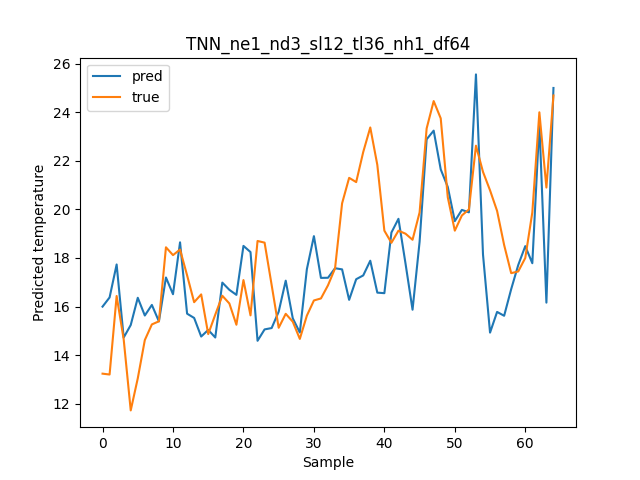 TNN_ne1_nd3_sl12_tl36_nh1_df64
pred
true
Predicted temperature
26
24
22
20
18
16
14
12
0 10 20 30 40 50 60
Sample